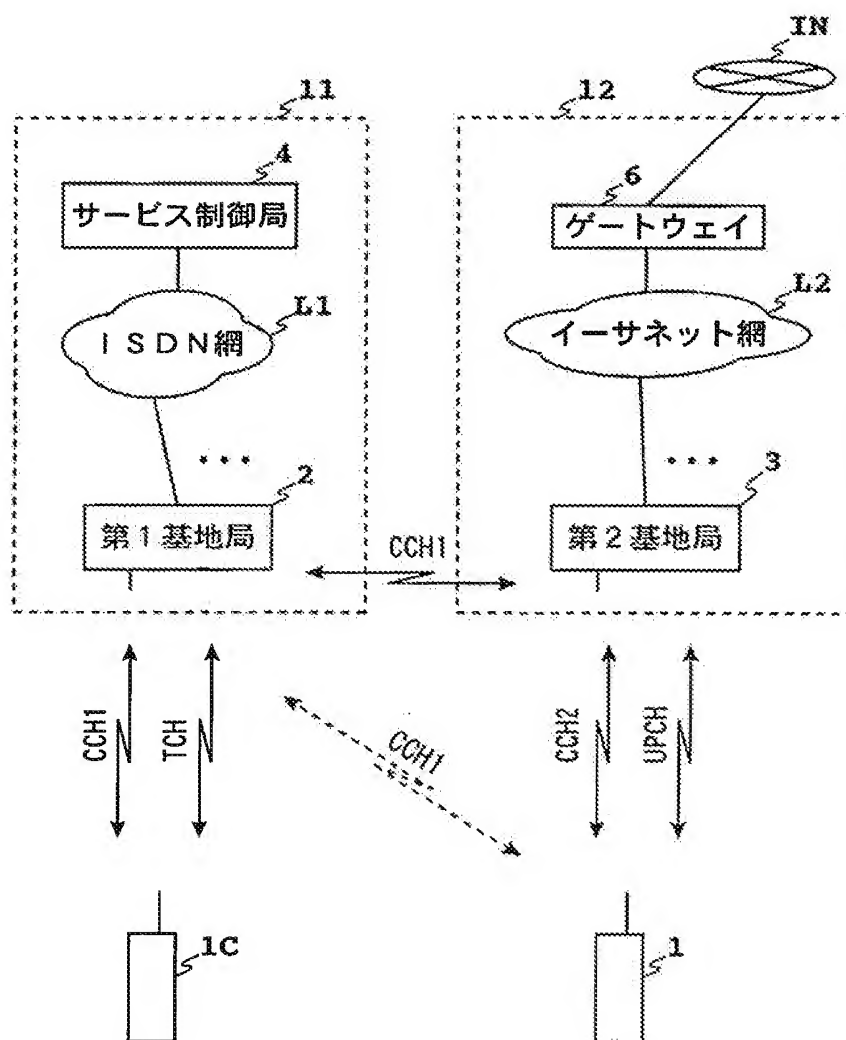 IN
11
12
4
サービス制御局
6
ゲートウェイ
L1
ＩＳＤＮ網
L2
イーサネット網
・・・
・・・
2
第１基地局
3
第２基地局
CCH1
CCH1
TCH
CCH1
CCH2
UPCH
1C
1